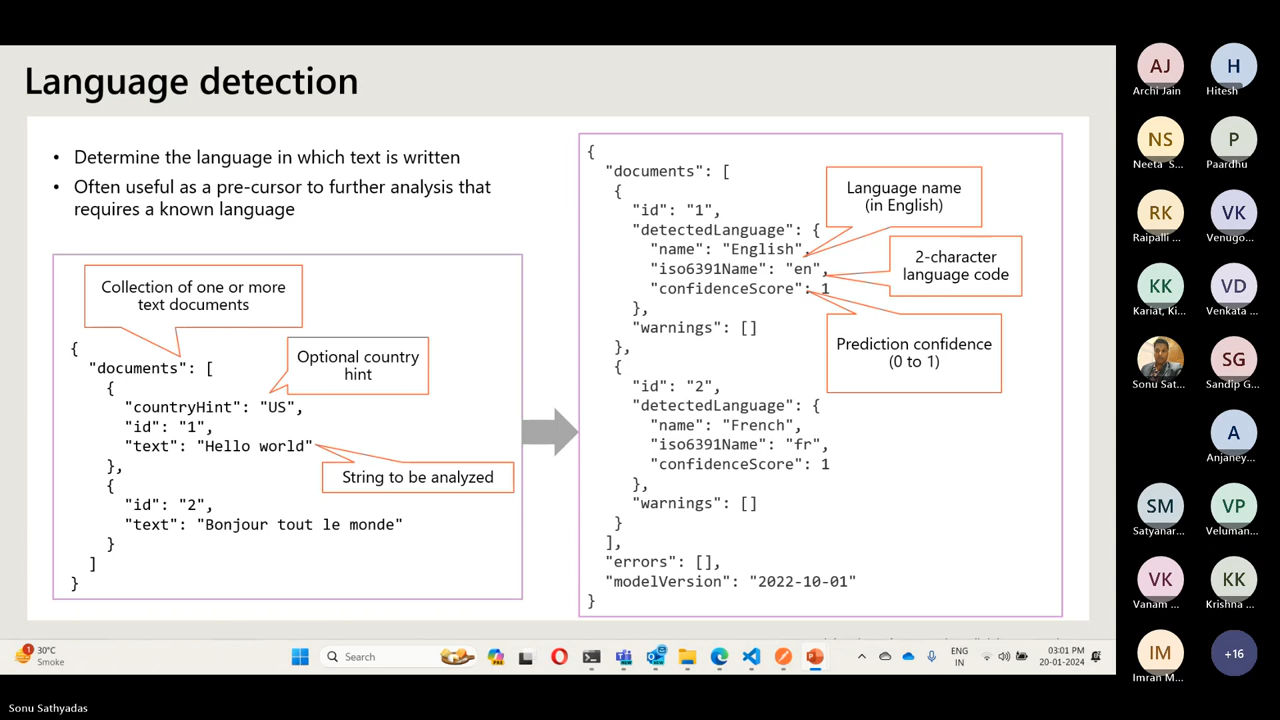 Language detection
• Determine the language in which text is written
• Often useful as a pre-cursor to further analysis that
requires a known language
Collection of one or more
text documents
Optional country
hint
String to be analyzed
{
"documents": [
{
"countryHint": "US",
"id": "1",
"text": "Hello world"
},
{
"id": "2",
"text": "Bonjour tout le monde"
}
]
}
{
"documents": [
{
"id": "1",
"detectedLanguage": {
"name": "English",
"iso6391Name": "en",
"confidenceScore": 1
},
"warnings": []
},
{
"id": "2",
"detectedLanguage": {
"name": "French",
"iso6391Name": "fr",
"confidenceScore": 1
},
"warnings": []
}
],
"errors": [],
"modelVersion": "2022-10-01"
}
Language name
(in English)
2-character
language code
Prediction confidence
(0 to 1)
AJ
Archi Jain
H
Hitesh
NS
Neeta S...
P
Paardhu
RK
Raipalli ...
VK
Venugo...
KK
Kariat, Ki...
VD
Venkata ...
Sonu Sat...
SG
Sandip G...
A
Anjaney...
SM
Satyanar...
VP
Veluman...
VK
Vanam ...
KK
Krishna ...
IM
Imran M...
+16
1
30°C
Smoke
Search
PRE
ENG
IN
03:01 PM
20-01-2024
Sonu Sathyadas